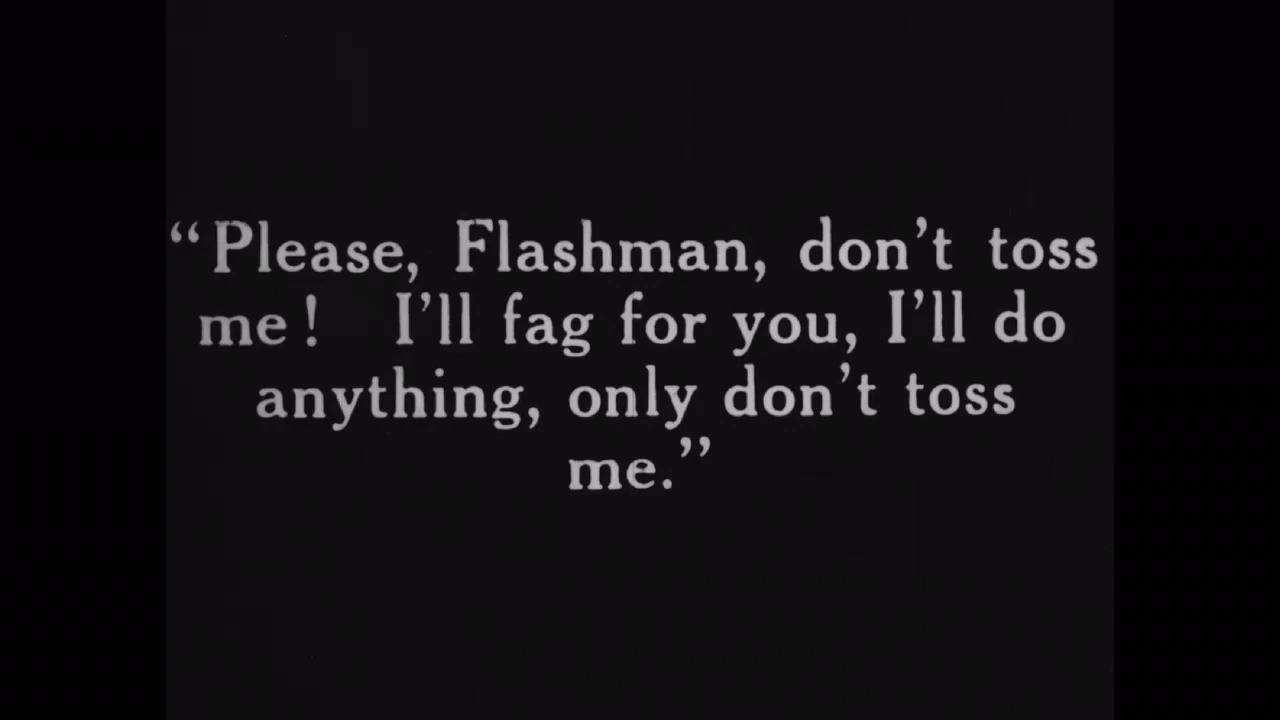 “Please, Flashman, don’t toss
me! I’ll fag for you, I’ll do
anything, only don’t toss
me.”